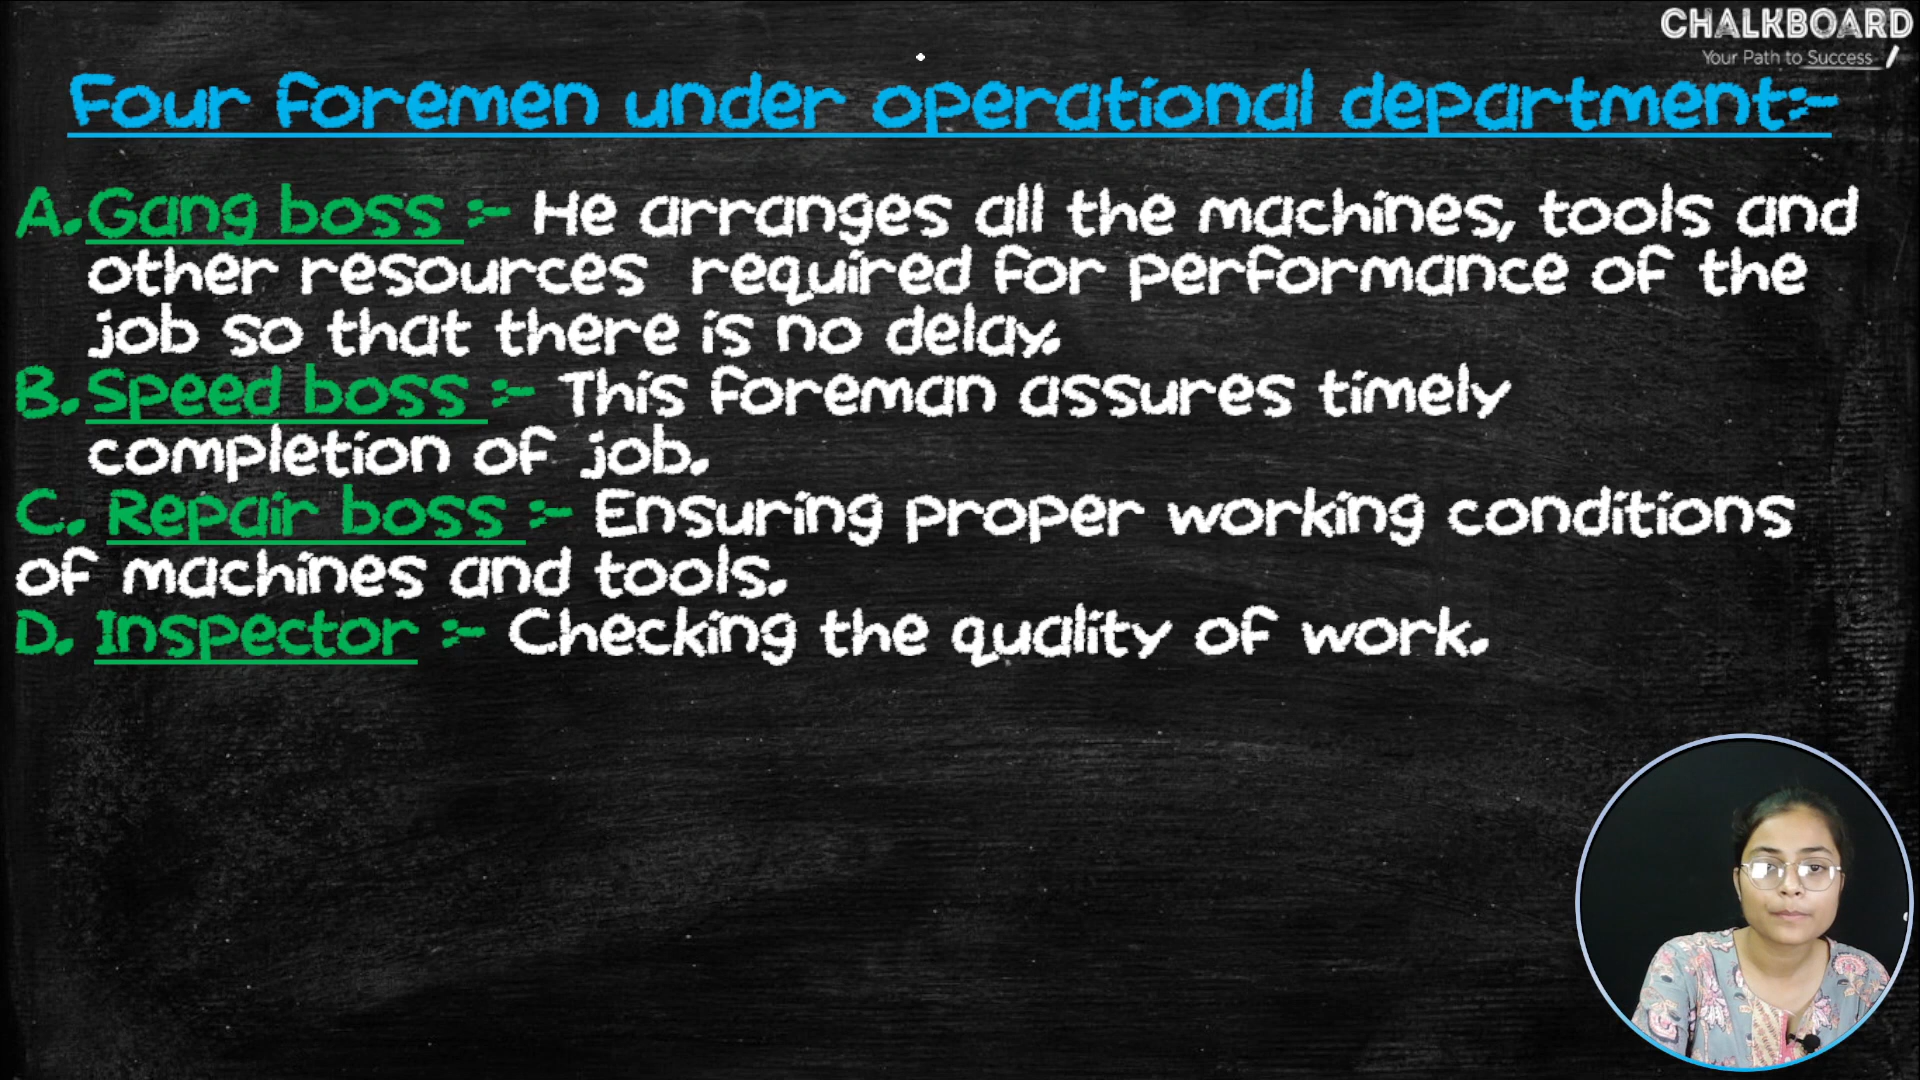 CHALKBOARD
Your Path to Success
Four foremen under operational department:-
A. Gang boss :- He arranges all the machines, tools and
other resources required for performance of the
job so that there is no delay.
B. Speed boss :- This foreman assures timely
completion of job.
C. Repair boss :- Ensuring proper working conditions
of machines and tools.
D. Inspector :- Checking the quality of work.